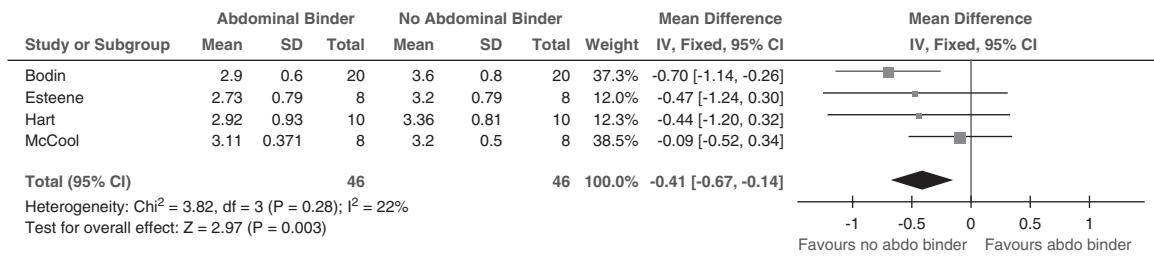 Abdominal Binder No Abdominal Binder Mean Difference Mean Difference
Study or Subgroup Mean SD Total Mean SD Total Weight IV, Fixed, 95% CI IV, Fixed, 95% CI
Bodin 2.9 0.6 20 3.6 0.8 20 37.3% -0.70 [-1.14, -0.26]
Esteene 2.73 0.79 8 3.2 0.79 8 12.0% -0.47 [-1.24, 0.30]
Hart 2.92 0.93 10 3.36 0.81 10 12.3% -0.44 [-1.20, 0.32]
McCool 3.11 0.371 8 3.2 0.5 8 38.5% -0.09 [-0.52, 0.34]
Total (95% CI) 46 46 100.0% -0.41 [-0.67, -0.14]
Heterogeneity: Chi² = 3.82, df = 3 (P = 0.28); I² = 22%
Test for overall effect: Z = 2.97 (P = 0.003)
-1 -0.5 0 0.5 1
Favours no abdo binder Favours abdo binder